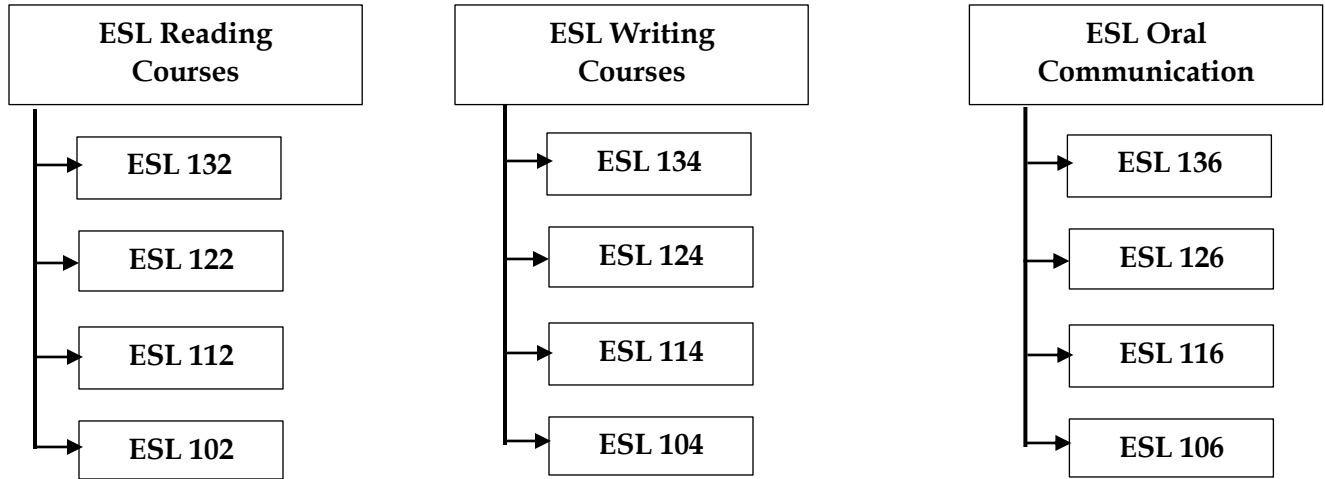 ESL Reading
Courses
ESL 132
ESL 122
ESL 112
ESL 102
ESL Writing
Courses
ESL 134
ESL 124
ESL 114
ESL 104
ESL Oral
Communication
ESL 136
ESL 126
ESL 116
ESL 106